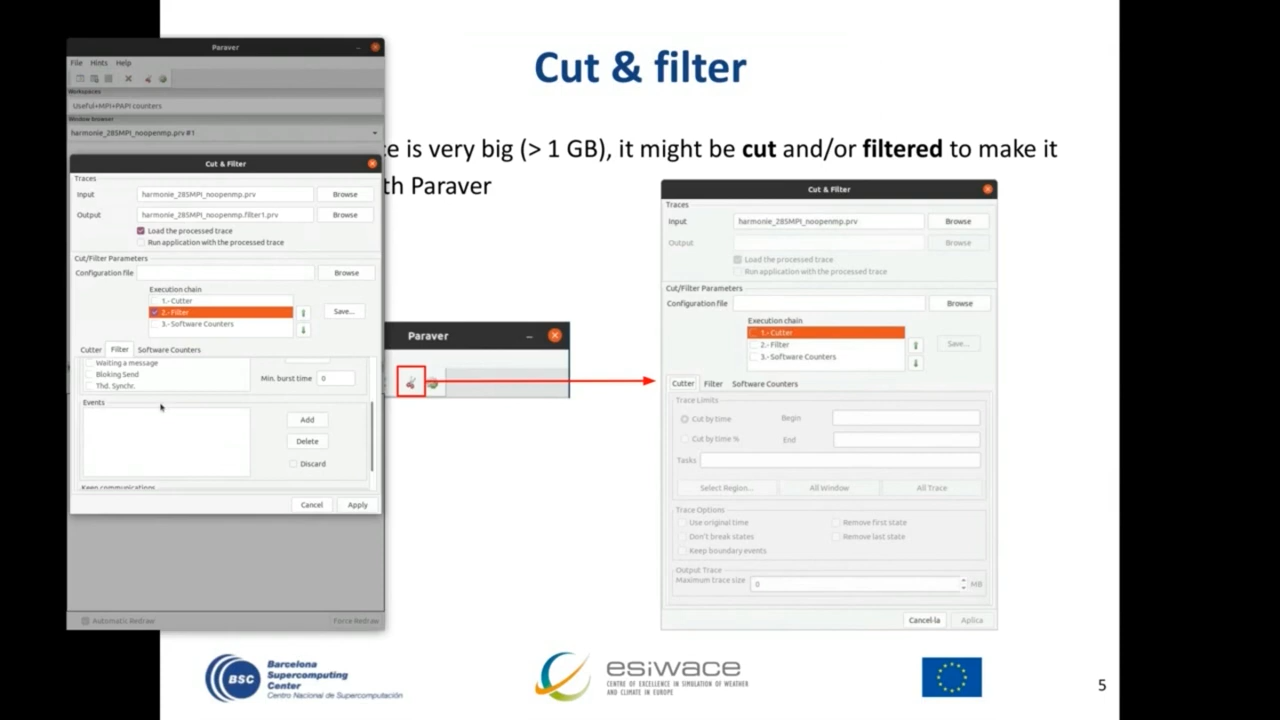 Cut & filter
ce is very big (> 1 GB), it might be cut and/or filtered to make it
th Paraver
Paraver
File Hints Help
Workspaces
Useful+MPI+PAPI counters
Window browser
harmonie_285MPI_noopenmp.prv #1
Cut & Filter
Traces
Input harmonie_285MPI_noopenmp.prv Browse
Output harmonie_285MPI_noopenmp.filter1.prv Browse
Load the processed trace
Run application with the processed trace
Cut/Filter Parameters
Configuration file Browse
Execution chain
1.- Cutter
2.- Filter
3.- Software Counters
Save...
Cutter Filter Software Counters
Waiting a message
Bloking Send
Thd. Synchr.
Min. burst time 0
Events
Add
Delete
Discard
Keep communications
Cancel Apply
Automatic Redraw Force Redraw
Paraver
Cut & Filter
Traces
Input harmonie_285MPI_noopenmp.prv Browse
Output Browse
Load the processed trace
Run application with the processed trace
Cut/Filter Parameters
Configuration file Browse
Execution chain
1.- Cutter
2.- Filter
3.- Software Counters
Save...
Cutter Filter Software Counters
Trace Limits
Cut by time Begin
Cut by time % End
Tasks
Select Region... All Window All Trace
Trace Options
Use original time Remove first state
Don't break states Remove last state
Keep boundary events
Output Trace
Maximum trace size 0 MB
Cancel·la Aplica
BSC
Barcelona
Supercomputing
Center
Centro Nacional de Supercomputación
esiwace
CENTRE OF EXCELLENCE IN SIMULATION OF WEATHER
AND CLIMATE IN EUROPE
5